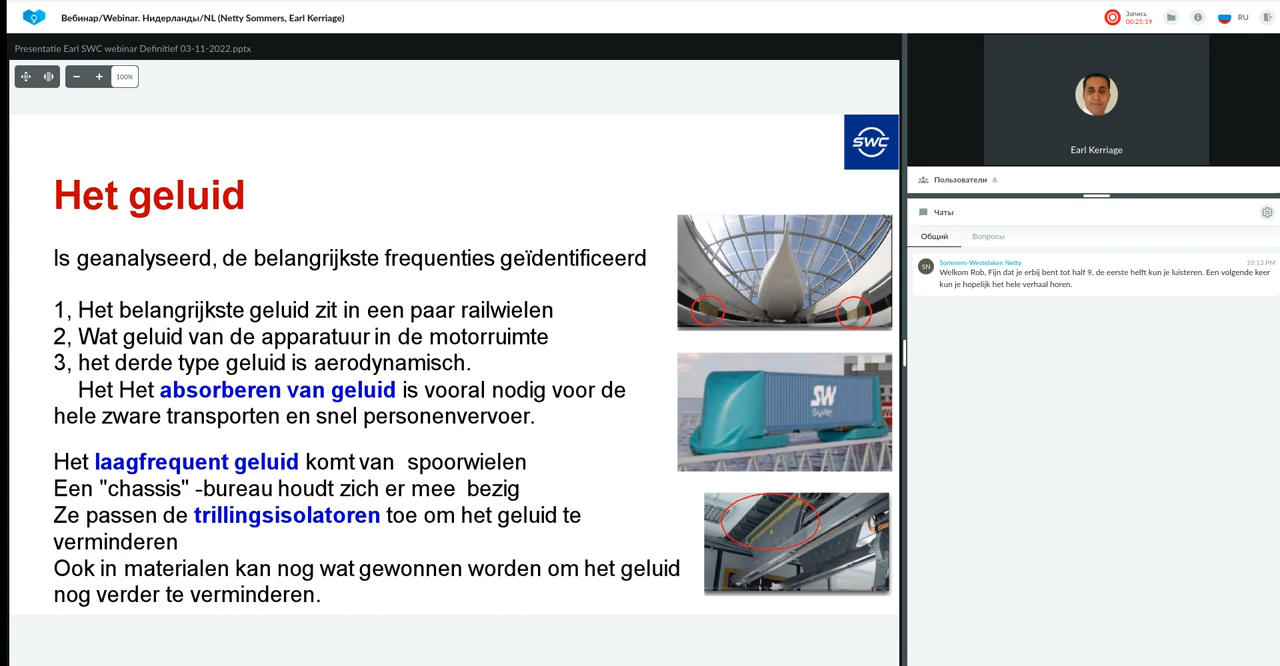 Вебинар/Webinar. Нидерланды/NL (Netty Sommers, Earl Kerriage)
Запись
00:25:19
RU
Presentatie Earl SWC webinar Definitief 03-11-2022.pptx
100%
SWC
Het geluid
Is geanalyseerd, de belangrijkste frequenties geïdentificeerd
1, Het belangrijkste geluid zit in een paar railwielen
2, Wat geluid van de apparatuur in de motorruimte
3, het derde type geluid is aerodynamisch.
Het Het absorberen van geluid is vooral nodig voor de
hele zware transporten en snel personenvervoer.
Het laagfrequent geluid komt van spoorwielen
Een "chassis" -bureau houdt zich er mee bezig
Ze passen de trillingsisolatoren toe om het geluid te
verminderen
Ook in materialen kan nog wat gewonnen worden om het geluid
nog verder te verminderen.
SW
SkyWay
Earl Kerriage
Пользователи 6
Чаты
Общий
Вопросы
SN
Sommers-Westelaken Netty
10:13 PM
Welkom Rob, Fijn dat je erbij bent tot half 9, de eerste helft kun je luisteren. Een volgende keer
kun je hopelijk het hele verhaal horen.